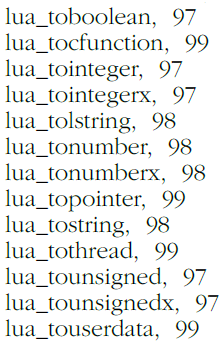 lua_toboolean, 97
lua_tocfunction, 99
lua_tointeger, 97
lua_tointegerx, 97
lua_tolstring, 98
lua_tonumber, 98
lua_tonumberx, 98
lua_topointer, 99
lua_tostring, 98
lua_tothread, 99
lua_tounsigned, 97
lua_tounsignedx, 97
lua_touserdata, 99